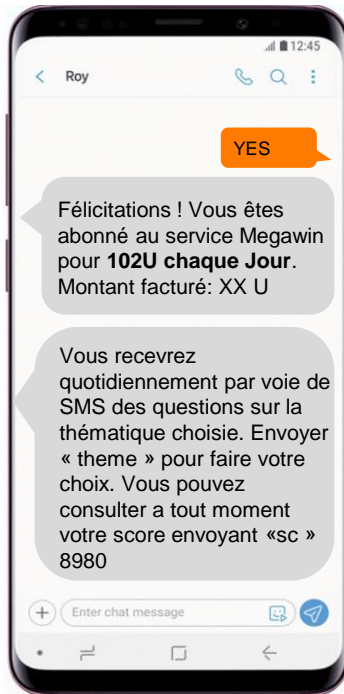 12:45
Roy
YES
Félicitations ! Vous êtes
abonné au service Megawin
pour 102U chaque Jour.
Montant facturé: XX U
Vous recevrez
quotidiennement par voie de
SMS des questions sur la
thématique choisie. Envoyer
« theme » pour faire votre
choix. Vous pouvez
consulter a tout moment
votre score envoyant «sc »
8980
Enter chat message